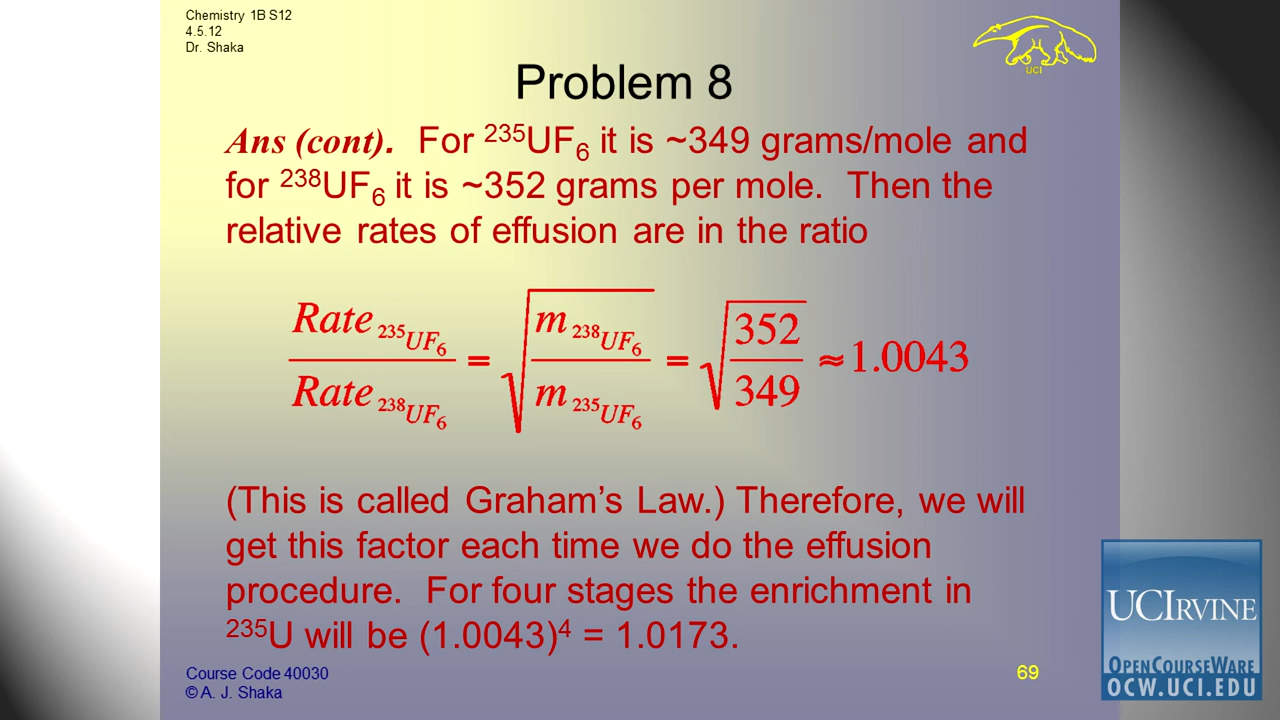 Chemistry 1B S12
4.5.12
Dr. Shaka
UCI
Problem 8
Ans (cont). For ²³⁵UF₆ it is ~349 grams/mole and
for ²³⁸UF₆ it is ~352 grams per mole. Then the
relative rates of effusion are in the ratio
Rate ²³⁵UF₆ / Rate ²³⁸UF₆ = √(m ²³⁸UF₆ / m ²³⁵UF₆) = √(352 / 349) ≈ 1.0043
(This is called Graham’s Law.) Therefore, we will
get this factor each time we do the effusion
procedure. For four stages the enrichment in
²³⁵U will be (1.0043)⁴ = 1.0173.
Course Code 40030
© A. J. Shaka
69
UCIRVINE
OPENCOURSEWARE
OCW.UCI.EDU